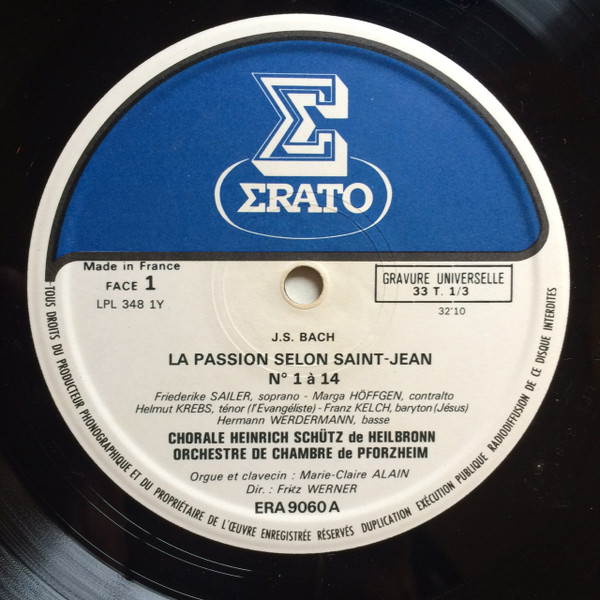 ΣRATO
Made in France
FACE 1
LPL 348 1Y
GRAVURE UNIVERSELLE
33 T. 1/3
32'10
J.S. BACH
LA PASSION SELON SAINT-JEAN
N° 1 à 14
Friederike SAILER, soprano - Marga HÖFFGEN, contralto
Helmut KREBS, ténor (l'Evangéliste) - Franz KELCH, baryton (Jésus)
Hermann WERDERMANN, basse
CHORALE HEINRICH SCHÜTZ de HEILBRONN
ORCHESTRE DE CHAMBRE de PFORZHEIM
Orgue et clavecin : Marie-Claire ALAIN
Dir. : Fritz WERNER
ERA 9060 A
TOUS DROITS DU PRODUCTEUR PHONOGRAPHIQUE ET DU PROPRIÉTAIRE DE L'ŒUVRE ENREGISTRÉE RÉSERVÉS DUPLICATION EXÉCUTION PUBLIQUE RADIODIFFUSION DE CE DISQUE INTERDITES